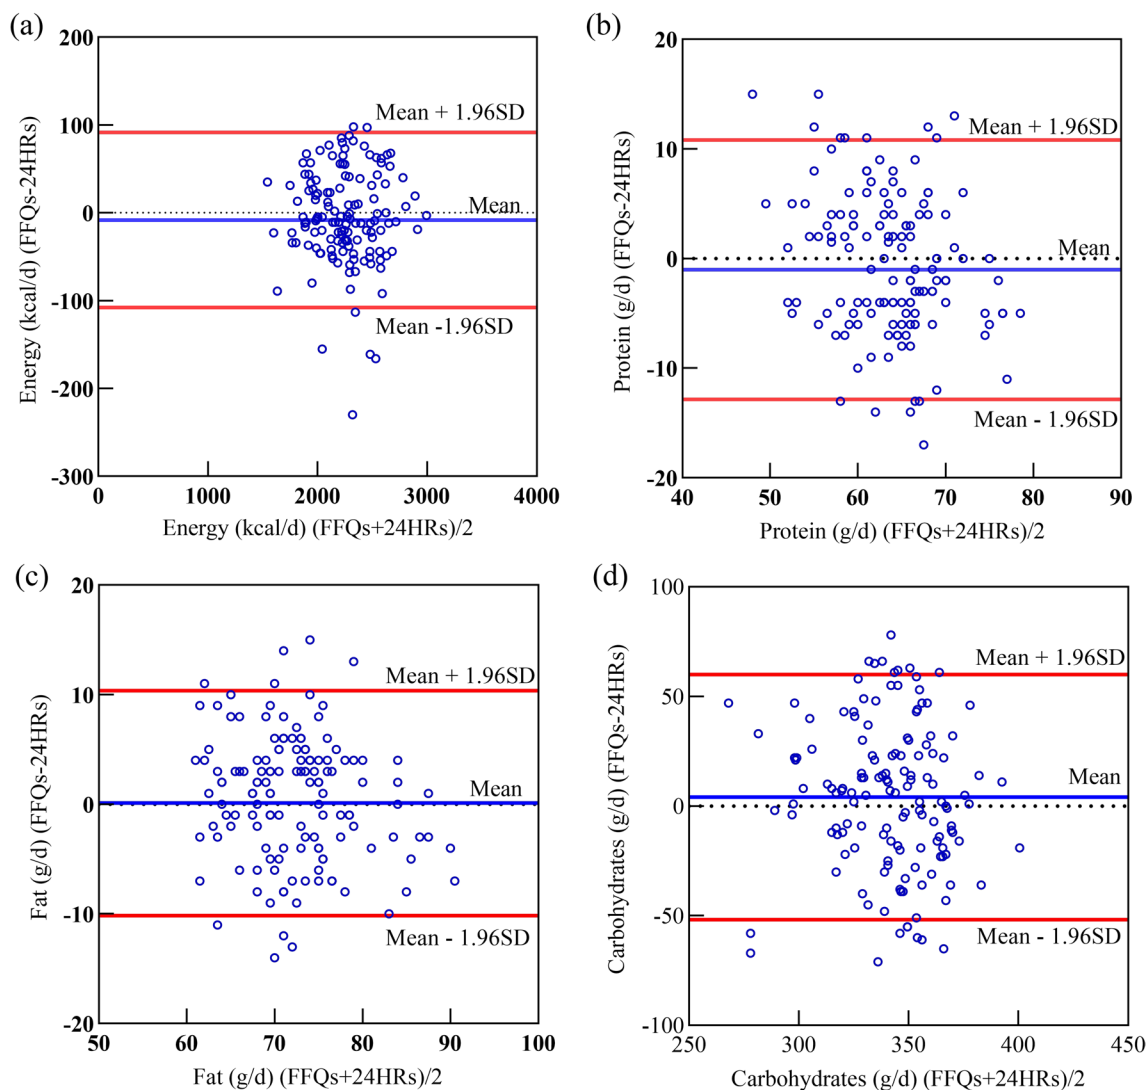 (a)
200
100
0
-100
-200
-300
Energy (kcal/d) (FFQs-24HRs)
Mean + 1.96SD
Mean
Mean -1.96SD
0 1000 2000 3000 4000
Energy (kcal/d) (FFQs+24HRs)/2
(b)
20
10
0
-10
-20
Protein (g/d) (FFQs-24HRs)
Mean + 1.96SD
Mean
Mean - 1.96SD
40 50 60 70 80 90
Protein (g/d) (FFQs+24HRs)/2
(c)
20
10
0
-10
-20
Fat (g/d) (FFQs-24HRs)
Mean + 1.96SD
Mean
Mean - 1.96SD
50 60 70 80 90 100
Fat (g/d) (FFQs+24HRs)/2
(d)
100
50
0
-50
-100
Carbohydrates (g/d) (FFQs-24HRs)
Mean + 1.96SD
Mean
Mean - 1.96SD
250 300 350 400 450
Carbohydrates (g/d) (FFQs+24HRs)/2